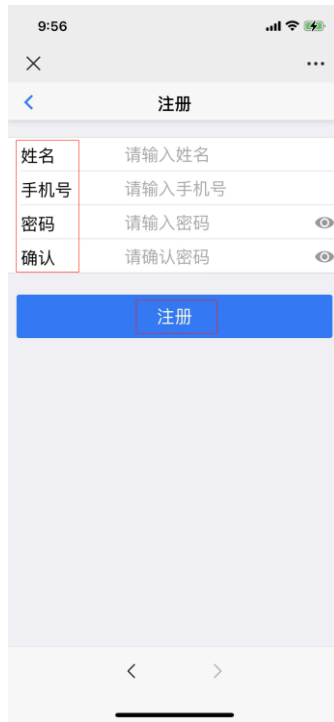 9:56
注册
姓名 请输入姓名
手机号 请输入手机号
密码 请输入密码
确认 请确认密码
注册